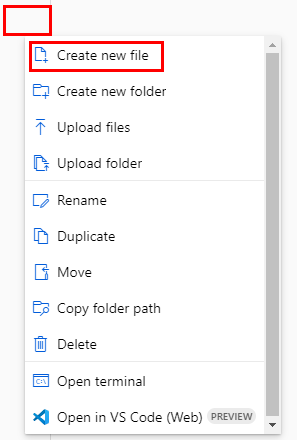 Create new file
Create new folder
Upload files
Upload folder
Rename
Duplicate
Move
Copy folder path
Delete
Open terminal
Open in VS Code (Web) PREVIEW